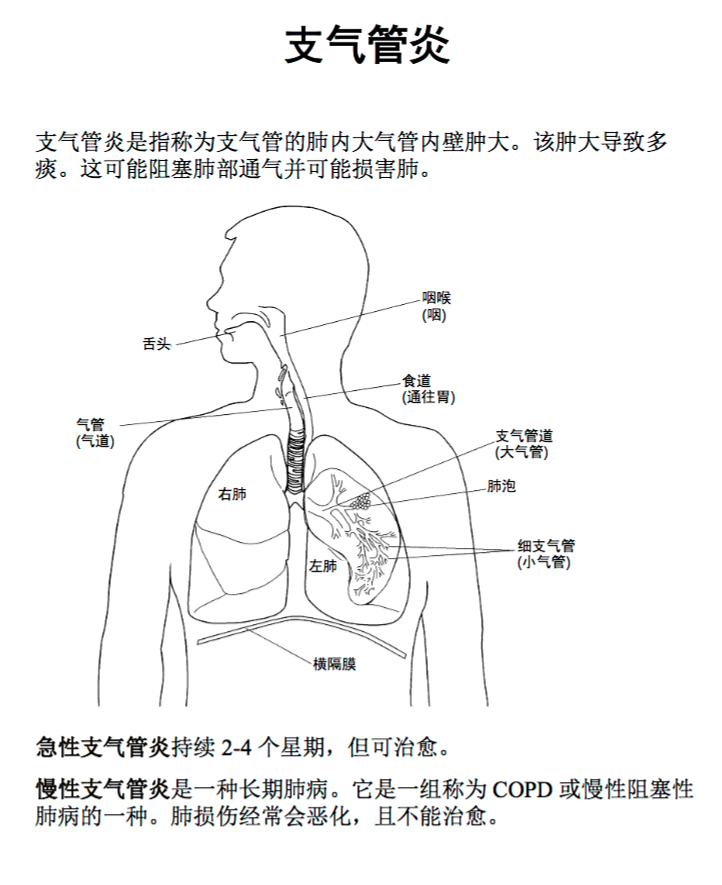 支气管炎
支气管炎是指称为支气管的肺内大气管内壁肿大。该肿大导致多
痰。这可能阻塞肺部通气并可能损害肺。
咽喉
(咽)
舌头
食道
(通往胃)
气管
(气道)
支气管道
(大气管)
肺泡
右肺
细支气管
(小气管)
左肺
横隔膜
急性支气管炎持续 2-4 个星期，但可治愈。
慢性支气管炎是一种长期肺病。它是一组称为 COPD 或慢性阻塞性
肺病的一种。肺损伤经常会恶化，且不能治愈。